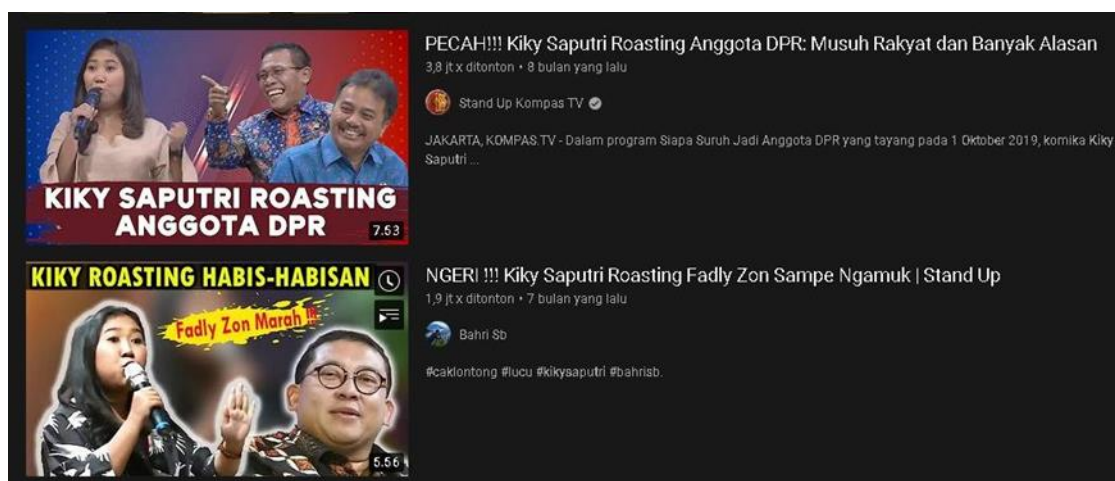 KIKY SAPUTRI ROASTING
ANGGOTA DPR
7.53
PECAH!!! Kiky Saputri Roasting Anggota DPR: Musuh Rakyat dan Banyak Alasan
3,8 jt x ditonton • 8 bulan yang lalu
Stand Up Kompas TV
JAKARTA, KOMPAS.TV - Dalam program Siapa Suruh Jadi Anggota DPR yang tayang pada 1 Oktober 2019, komika Kiky
Saputri ...
KIKY ROASTING HABIS-HABISAN
Fadly Zon Marah !!!
5.56
NGERI !!! Kiky Saputri Roasting Fadly Zon Sampe Ngamuk | Stand Up
1,9 jt x ditonton • 7 bulan yang lalu
Bahri Sb
#caklontong #lucu #kikysaputri #bahrisb.